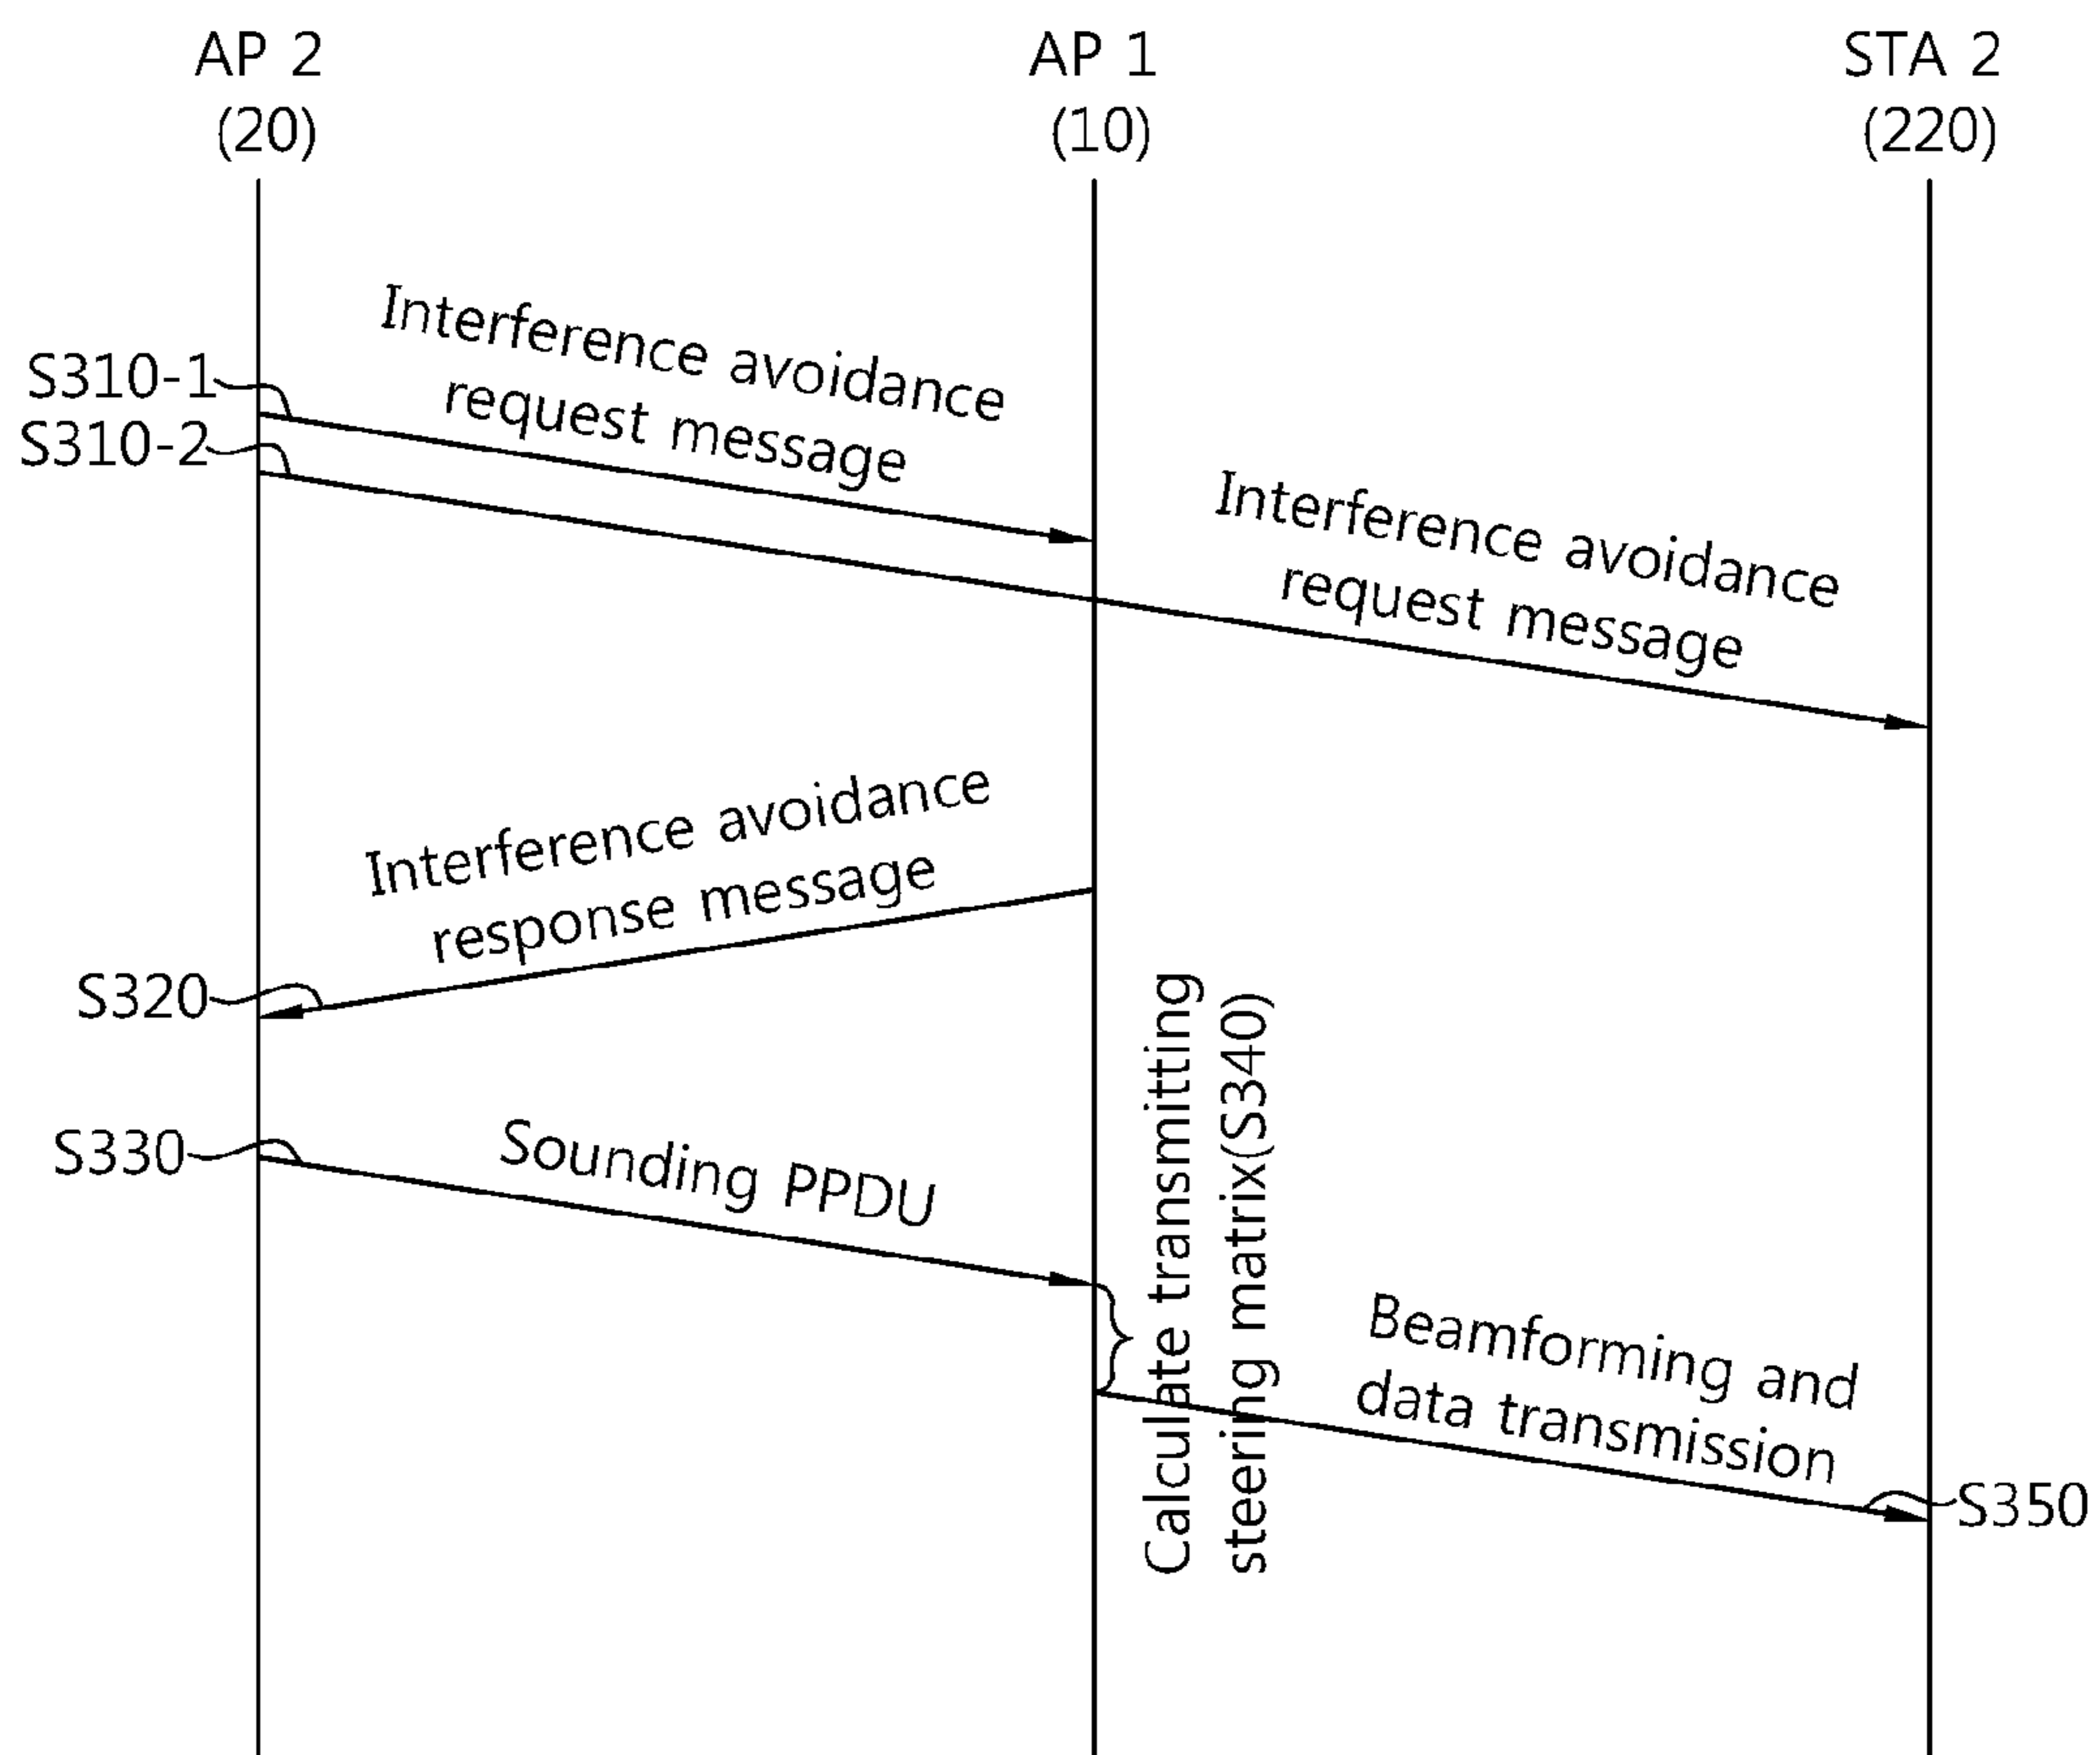 AP 2
(20)
AP 1
(10)
STA 2
(220)
Interference avoidance
request message
S310-1
S310-2
Interference avoidance
request message
Interference avoidance
response message
S320
S330
Sounding PPDU
Calculate transmitting
steering matrix(S340)
Beamforming and
data transmission
S350